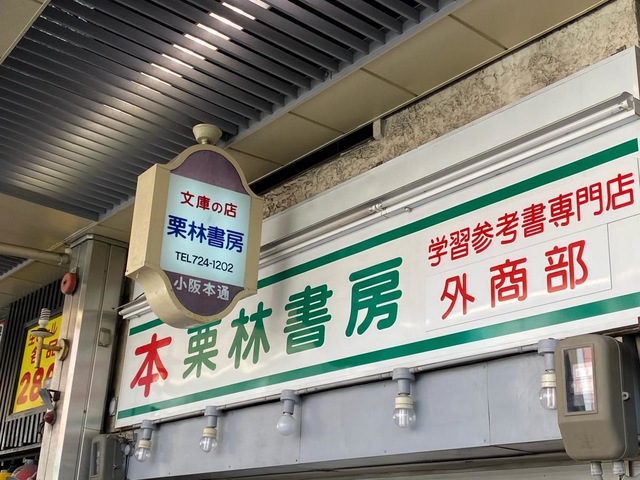 文庫の店
栗林書房
TEL724-1202
小阪本通
本栗林書房
学習参考書専門店
外商部